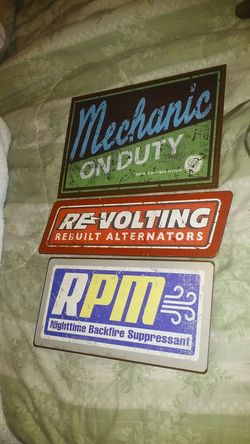 Mechanic
ON DUTY
RE-VOLTING
REBUILT ALTERNATORS
RPM
Nighttime Backfire Suppressant